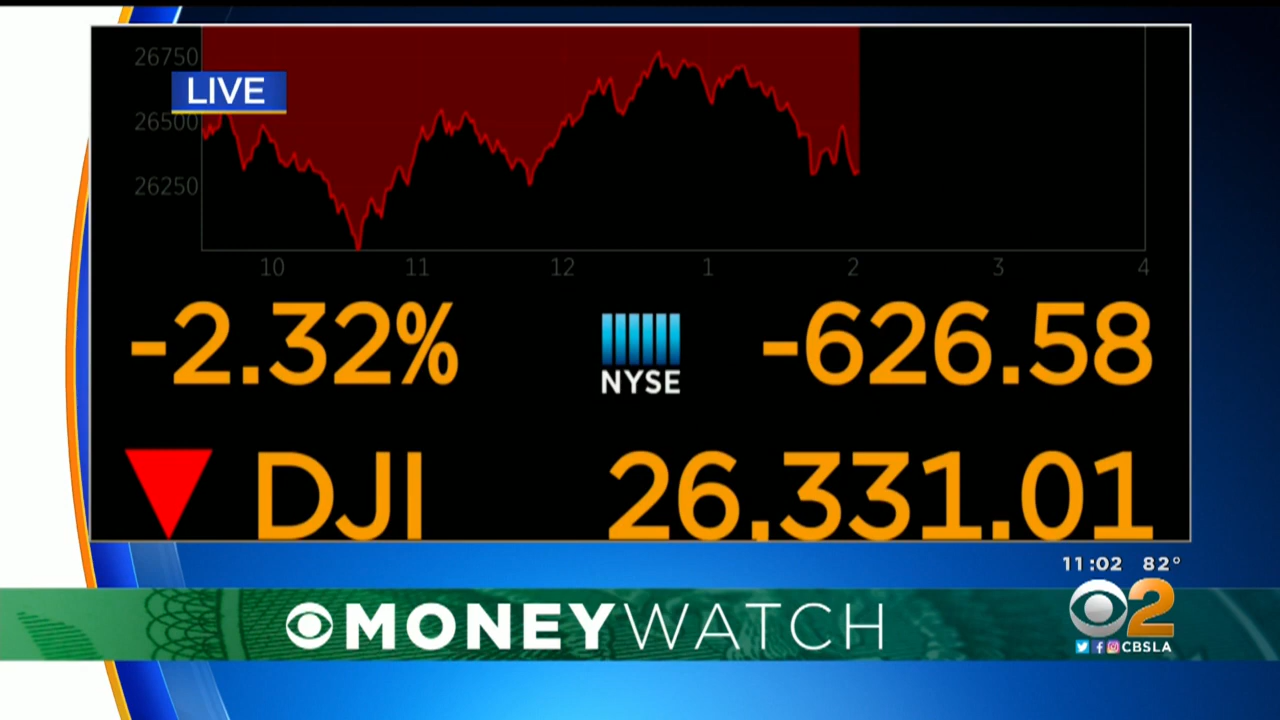 26750
LIVE
26500
26250
10 11 12 1 2 3 4
-2.32% NYSE -626.58
DJI 26,331.01
11:02 82°
MONEYWATCH
2
CBSLA